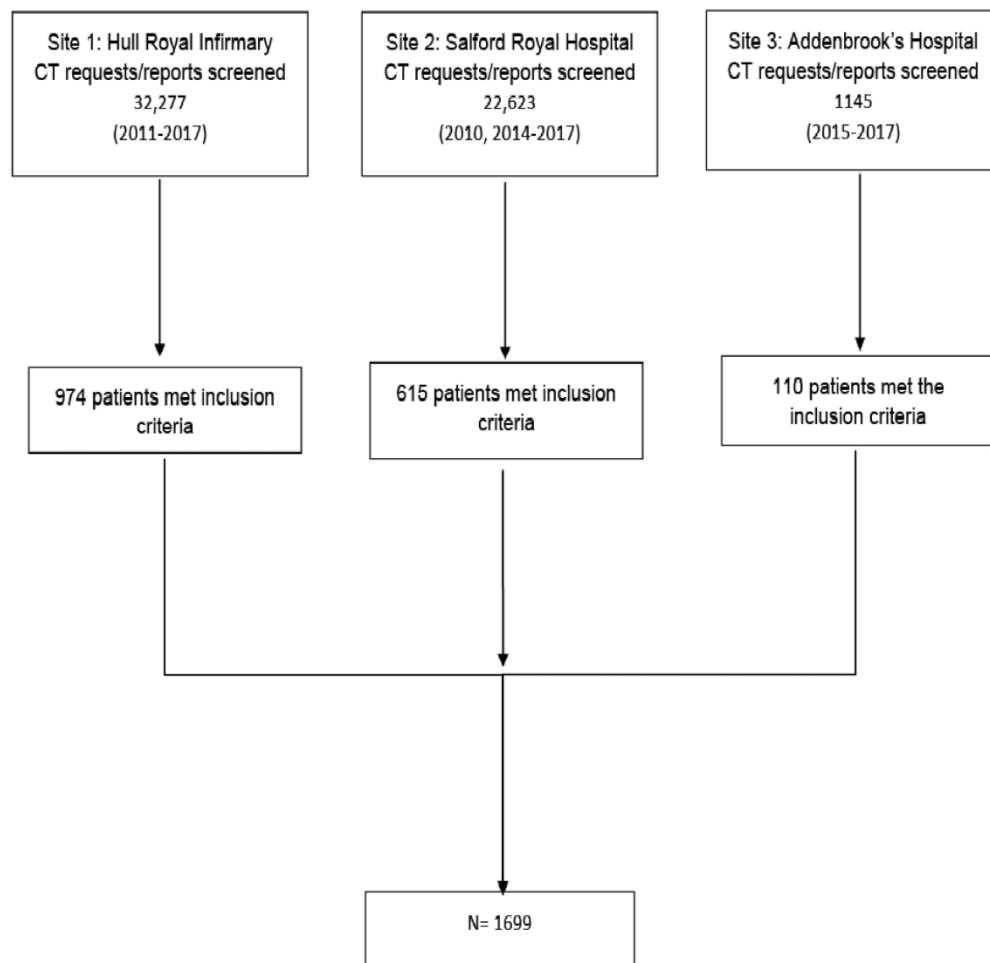 Site 1: Hull Royal Infirmary
CT requests/reports screened
32,277
(2011-2017)
Site 2: Salford Royal Hospital
CT requests/reports screened
22,623
(2010, 2014-2017)
Site 3: Addenbrook's Hospital
CT requests/reports screened
1145
(2015-2017)
974 patients met inclusion
criteria
615 patients met inclusion
criteria
110 patients met the
inclusion criteria
N= 1699